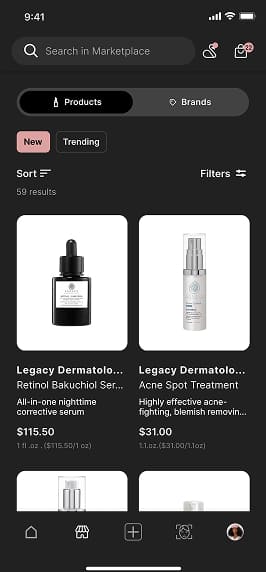 9:41
Search in Marketplace
22
Products
Brands
New
Trending
Sort
Filters
59 results
Legacy Dermatolo...
Legacy Dermatolo...
Retinol Bakuchiol Ser...
Acne Spot Treatment
All-in-one nighttime
corrective serum
Highly effective acne-
fighting, blemish removin...
$115.50
$31.00
1 fl .oz . ($115.50/1 oz)
1.1.oz.($31.00/1.1oz)